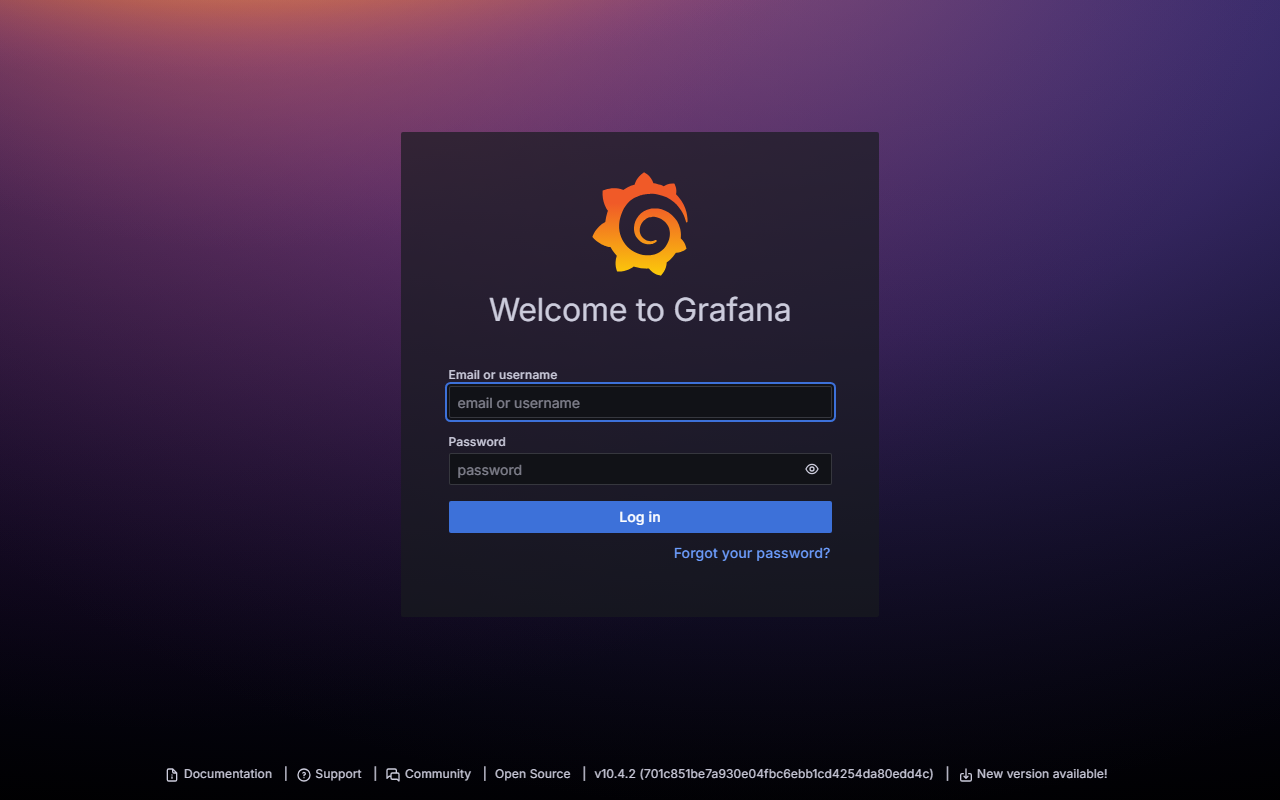 Welcome to Grafana
Email or username
email or username
Password
password
Log in
Forgot your password?
Documentation | Support | Community | Open Source | v10.4.2 (701c851be7a930e04fbc6ebb1cd4254da80edd4c) | New version available!